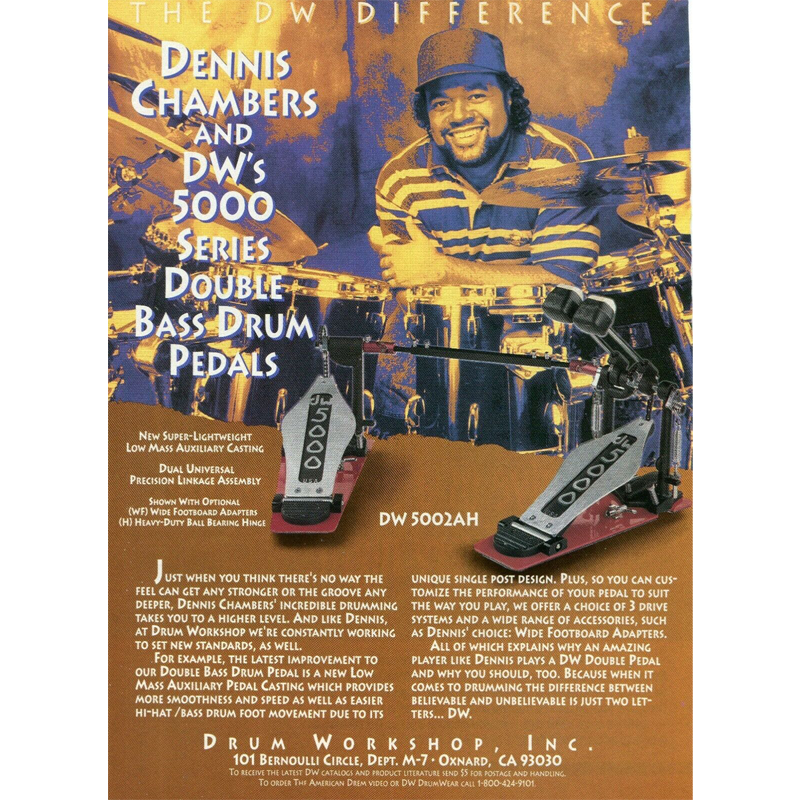 THE DW DIFFERENCE
DENNIS
CHAMBERS
AND
DW'S
5000
SERIES
DOUBLE
BASS DRUM
PEDALS
NEW SUPER-LIGHTWEIGHT
LOW MASS AUXILIARY CASTING
DUAL UNIVERSAL
PRECISION LINKAGE ASSEMBLY
SHOWN WITH OPTIONAL
(WF) WIDE FOOTBOARD ADAPTERS
(H) HEAVY-DUTY BALL BEARING HINGE
dw
5000
USA
dw
5000
DW 5002AH
JUST WHEN YOU THINK THERE'S NO WAY THE
FEEL CAN GET ANY STRONGER OR THE GROOVE ANY
DEEPER, DENNIS CHAMBERS' INCREDIBLE DRUMMING
TAKES YOU TO A HIGHER LEVEL. AND LIKE DENNIS,
AT DRUM WORKSHOP WE'RE CONSTANTLY WORKING
TO SET NEW STANDARDS, AS WELL.
FOR EXAMPLE, THE LATEST IMPROVEMENT TO
OUR DOUBLE BASS DRUM PEDAL IS A NEW LOW
MASS AUXILIARY PEDAL CASTING WHICH PROVIDES
MORE SMOOTHNESS AND SPEED AS WELL AS EASIER
HI-HAT /BASS DRUM FOOT MOVEMENT DUE TO ITS
UNIQUE SINGLE POST DESIGN. PLUS, SO YOU CAN CUS-
TOMIZE THE PERFORMANCE OF YOUR PEDAL TO SUIT
THE WAY YOU PLAY, WE OFFER A CHOICE OF 3 DRIVE
SYSTEMS AND A WIDE RANGE OF ACCESSORIES, SUCH
AS DENNIS' CHOICE: WIDE FOOTBOARD ADAPTERS.
ALL OF WHICH EXPLAINS WHY AN AMAZING
PLAYER LIKE DENNIS PLAYS A DW DOUBLE PEDAL
AND WHY YOU SHOULD, TOO. BECAUSE WHEN IT
COMES TO DRUMMING THE DIFFERENCE BETWEEN
BELIEVABLE AND UNBELIEVABLE IS JUST TWO LET-
TERS... DW.
DRUM WORKSHOP, INC.
101 BERNOULLI CIRCLE, DEPT. M-7 · OXNARD, CA 93030
TO RECEIVE THE LATEST DW CATALOGS AND PRODUCT LITERATURE SEND $5 FOR POSTAGE AND HANDLING.
TO ORDER THE AMERICAN DREM VIDEO OR DW DRUMWEAR CALL 1-800-424-9101.